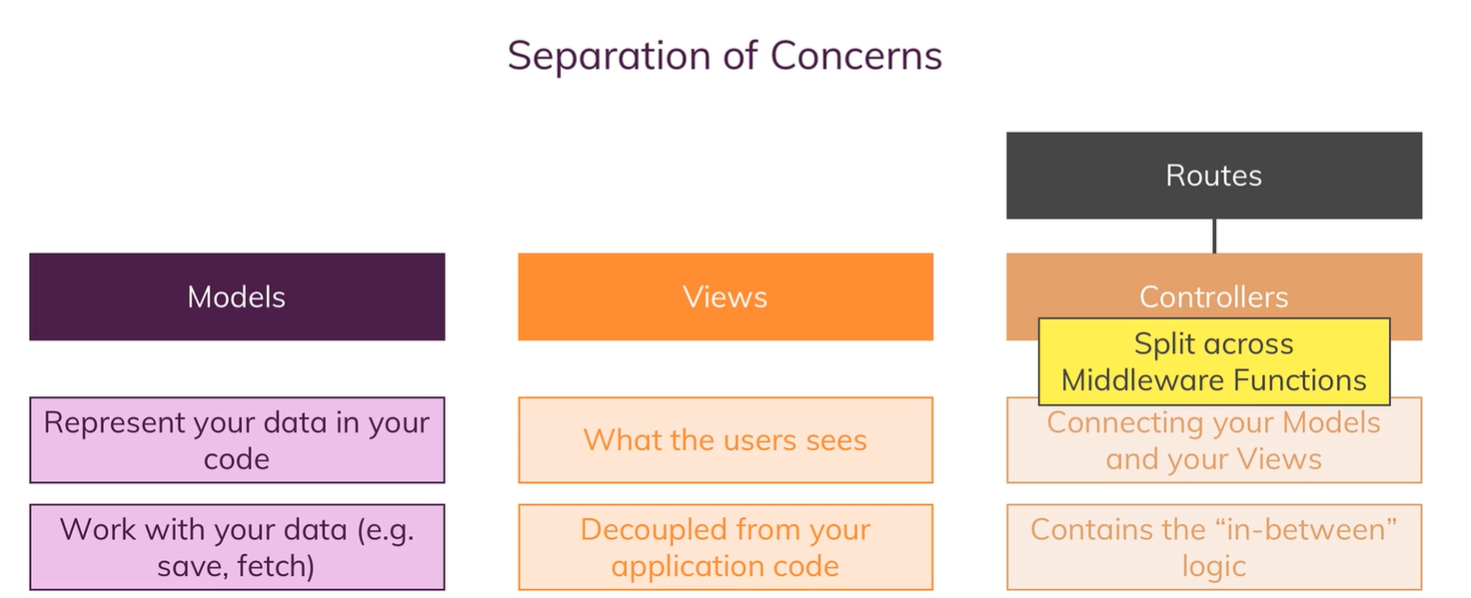 Separation of Concerns
Routes
Models
Views
Controllers
Split across
Middleware Functions
Represent your data in your
code
What the users sees
Connecting your Models
and your Views
Work with your data (e.g.
save, fetch)
Decoupled from your
application code
Contains the “in-between”
logic